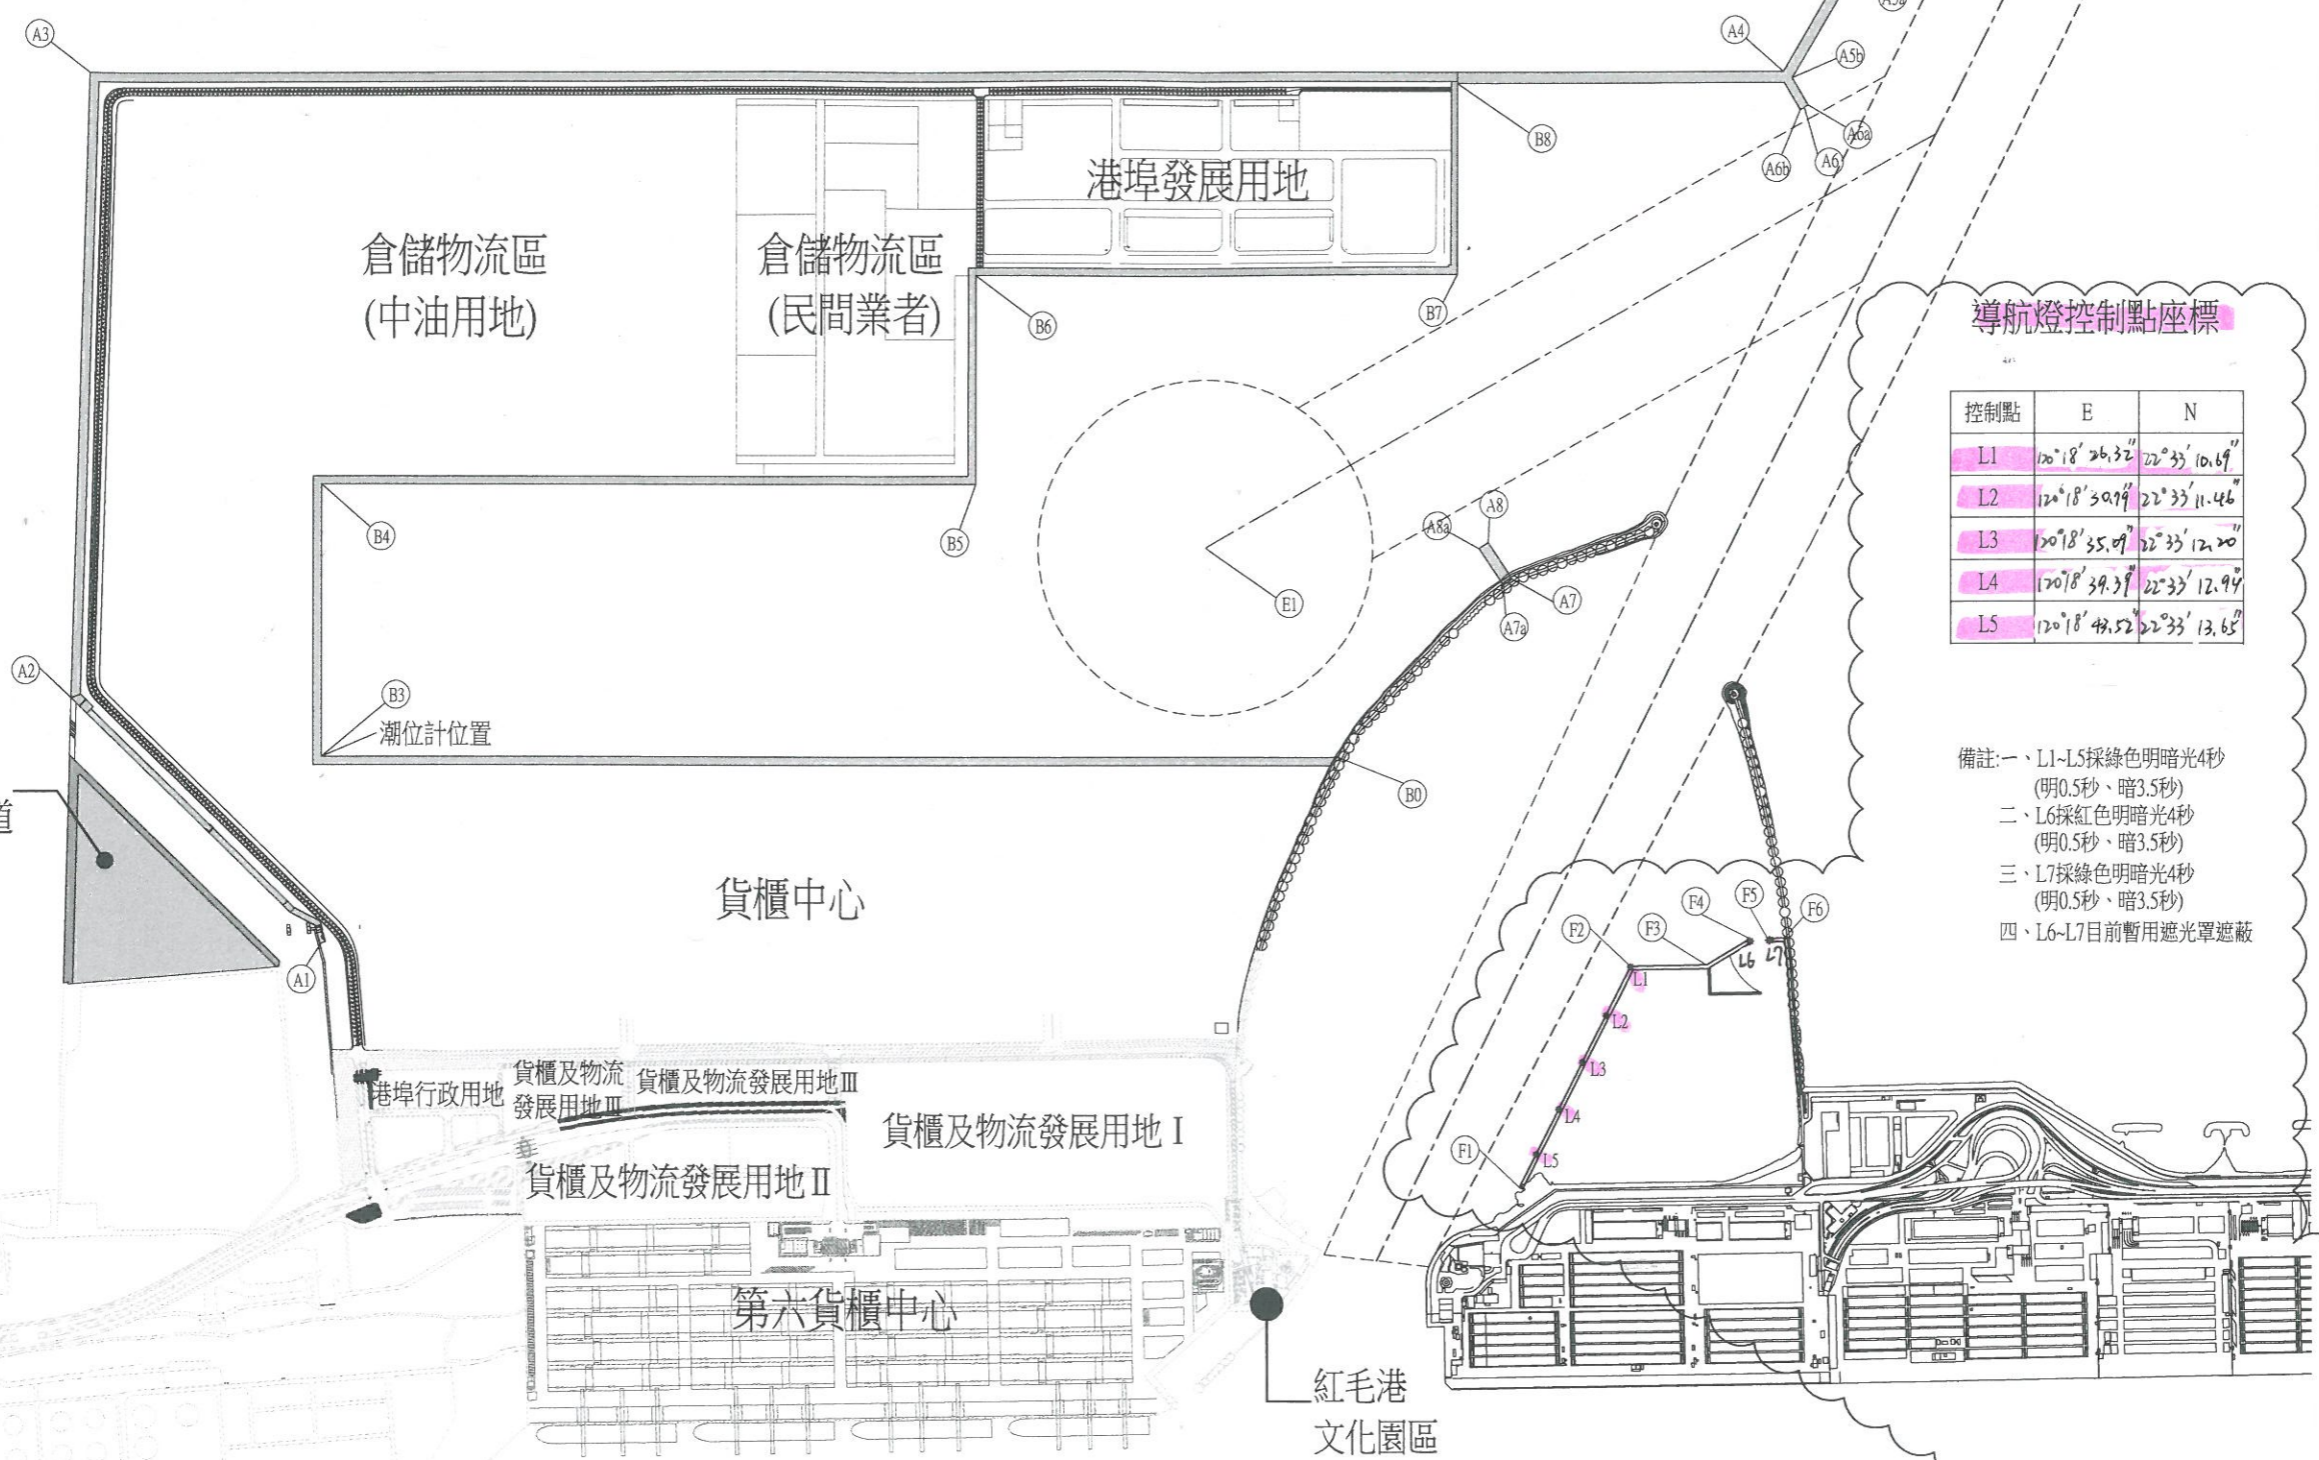 A3
A4
A5a
A5b
A6a
A6
A6b
B8
港埠發展用地
倉儲物流區
(中油用地)
倉儲物流區
(民間業者)
B6
B7
導航燈控制點座標
控制點 E N
L1 120°18'26.32" 22°33'10.69"
L2 120°18'30.79" 22°33'11.46"
L3 120°18'35.09" 22°33'12.20"
L4 120°18'39.39" 22°33'12.94"
L5 120°18'43.52" 22°33'13.65"
B4
B5
A8
A8a
E1
A7
A7a
A2
B3
潮位計位置
B0
道
備註:一、L1~L5採綠色明暗光4秒
(明0.5秒、暗3.5秒)
二、L6採紅色明暗光4秒
(明0.5秒、暗3.5秒)
三、L7採綠色明暗光4秒
(明0.5秒、暗3.5秒)
四、L6~L7目前暫用遮光罩遮蔽
貨櫃中心
F4
F5
F6
F2
F3
L6 L7
A1
L1
L2
L3
L4
L5
F1
港埠行政用地
貨櫃及物流
發展用地Ⅲ
貨櫃及物流發展用地Ⅲ
貨櫃及物流發展用地Ⅰ
貨櫃及物流發展用地Ⅱ
第六貨櫃中心
紅毛港
文化園區